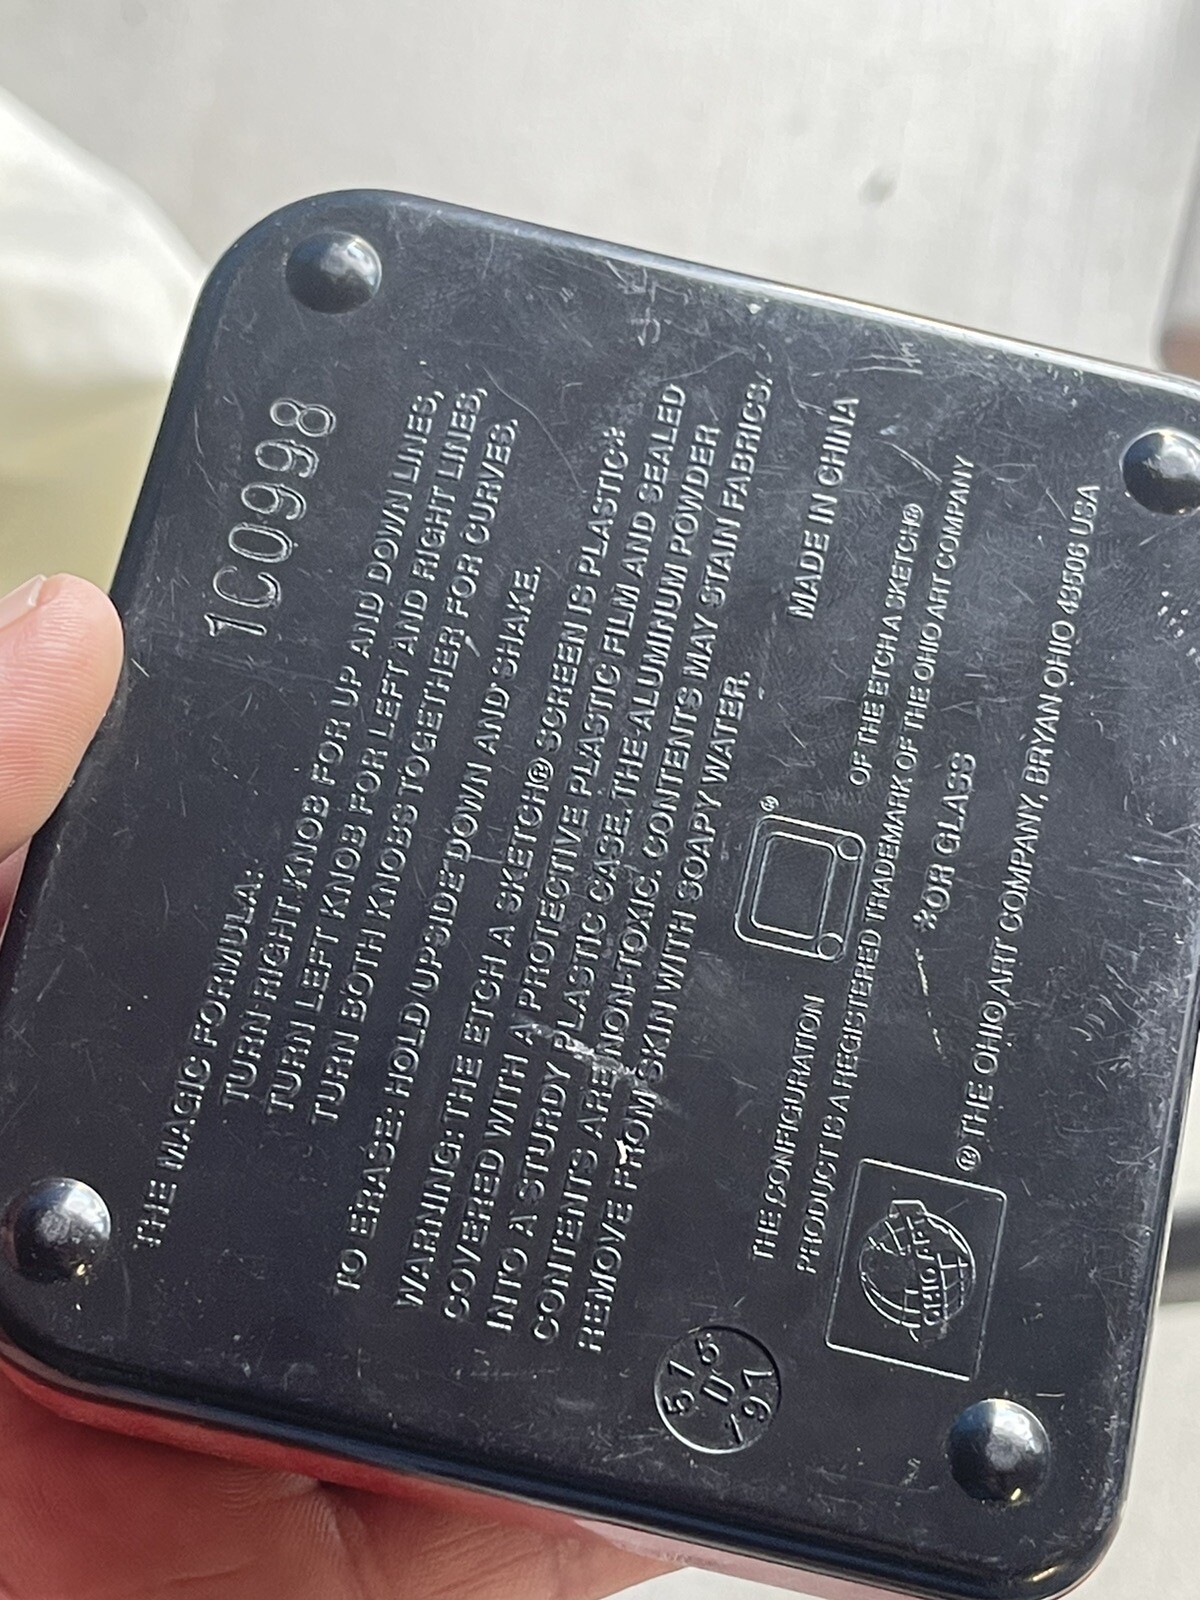 1C0998
THE MAGIC FORMULA:
TURN RIGHT KNOB FOR UP AND DOWN LINES,
TURN LEFT KNOB FOR LEFT AND RIGHT LINES,
TURN BOTH KNOBS TOGETHER FOR CURVES.
TO ERASE: HOLD UPSIDE DOWN AND SHAKE.
WARNING: THE ETCH A SKETCH® SCREEN IS PLASTIC*
COVERED WITH A PROTECTIVE PLASTIC FILM AND SEALED
INTO A STURDY PLASTIC CASE. THE ALUMINUM POWDER
CONTENTS ARE NON-TOXIC. CONTENTS MAY STAIN FABRICS.
REMOVE FROM SKIN WITH SOAPY WATER.
MADE IN CHINA
®
THE CONFIGURATION OF THE ETCH A SKETCH®
PRODUCT IS A REGISTERED TRADEMARK OF THE OHIO ART COMPANY
*OR GLASS
OHIO ART
® THE OHIO ART COMPANY, BRYAN OHIO 43506 USA